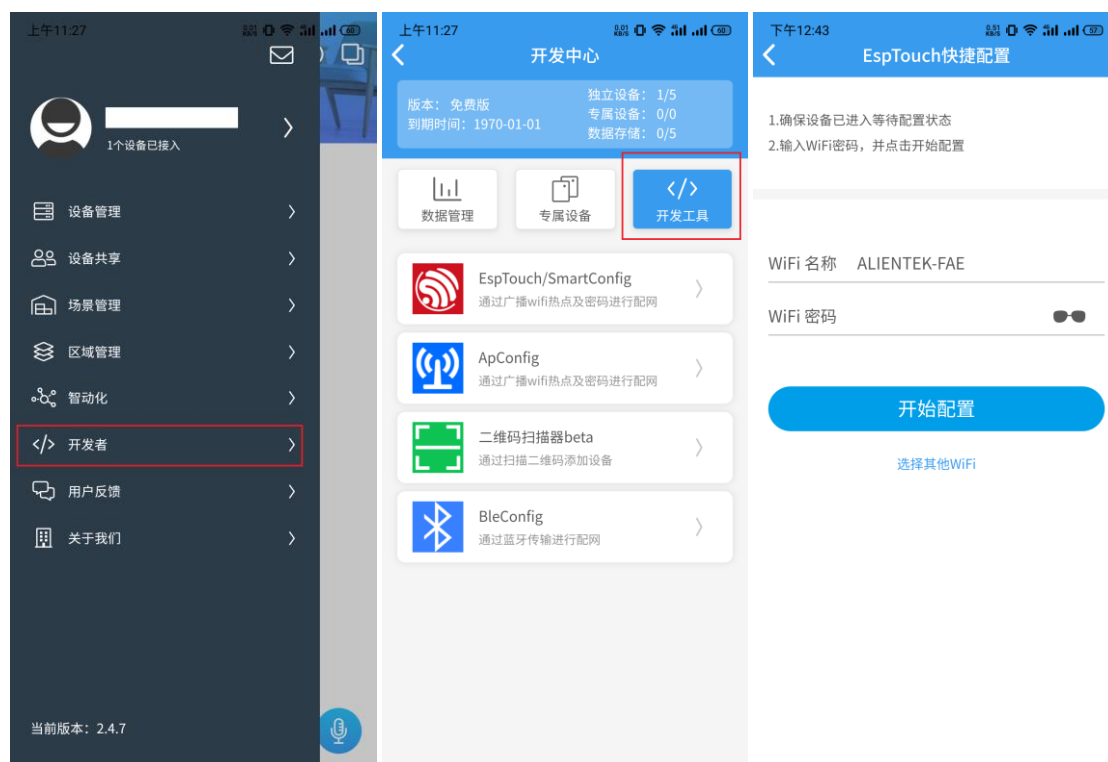 上午11:27
0.01 KB/S
60
1个设备已接入
设备管理
设备共享
场景管理
区域管理
智动化
</> 开发者
用户反馈
关于我们
当前版本：2.4.7
上午11:27
0.01 KB/S
60
开发中心
版本： 免费版
到期时间：1970-01-01
独立设备： 1/5
专属设备： 0/0
数据存储： 0/5
数据管理
专属设备
</>
开发工具
EspTouch/SmartConfig
通过广播wifi热点及密码进行配网
ApConfig
通过广播wifi热点及密码进行配网
二维码扫描器beta
通过扫描二维码添加设备
BleConfig
通过蓝牙传输进行配网
下午12:43
0.51 KB/S
57
EspTouch快捷配置
1.确保设备已进入等待配置状态
2.输入WiFi密码，并点击开始配置
WiFi 名称 ALIENTEK-FAE
WiFi 密码
开始配置
选择其他WiFi